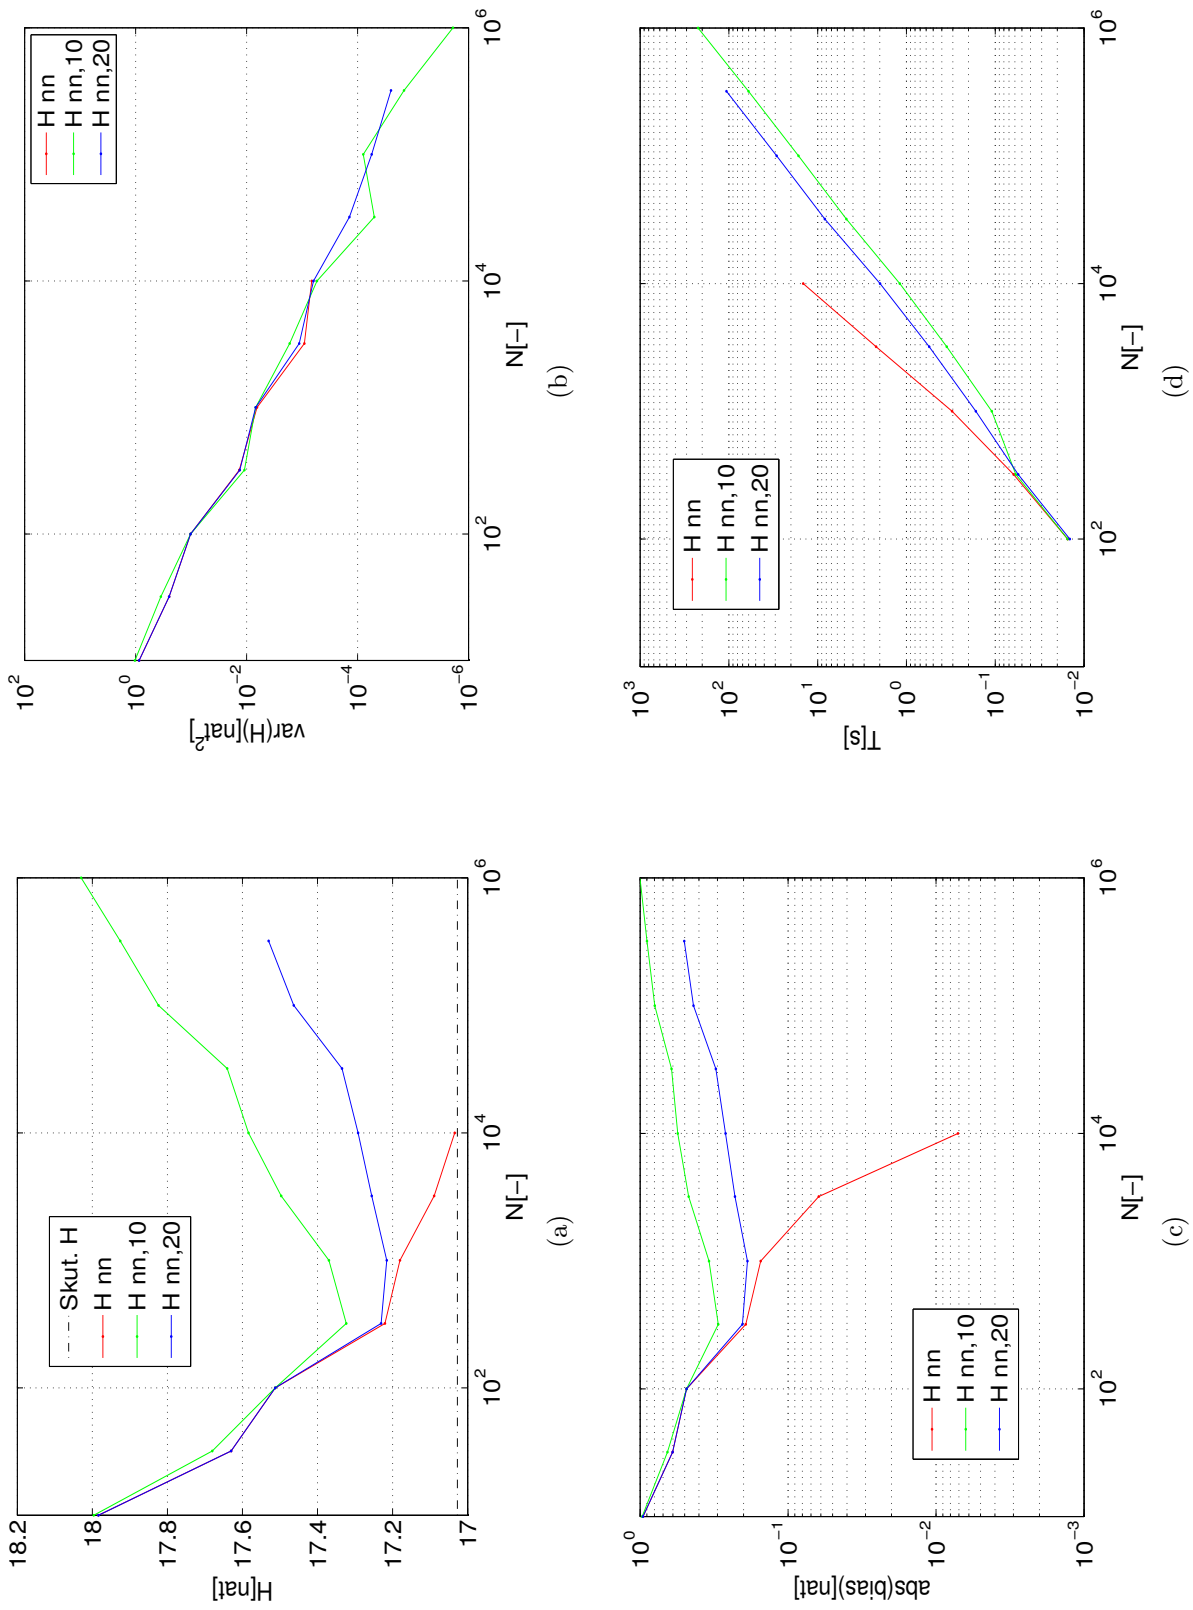 18.2
18
17.8
17.6
17.4
17.2
17
H[nat]
10^2
10^4
10^6
N[−]
Skut. H
H nn
H nn,10
H nn,20
(a)
10^2
10^0
10^−2
10^−4
10^−6
var(H)[nat^2]
10^2
10^4
10^6
N[−]
H nn
H nn,10
H nn,20
(b)
10^0
10^−1
10^−2
10^−3
abs(bias)[nat]
10^2
10^4
10^6
N[−]
H nn
H nn,10
H nn,20
(c)
10^3
10^2
10^1
10^0
10^−1
10^−2
T[s]
10^2
10^4
10^6
N[−]
H nn
H nn,10
H nn,20
(d)